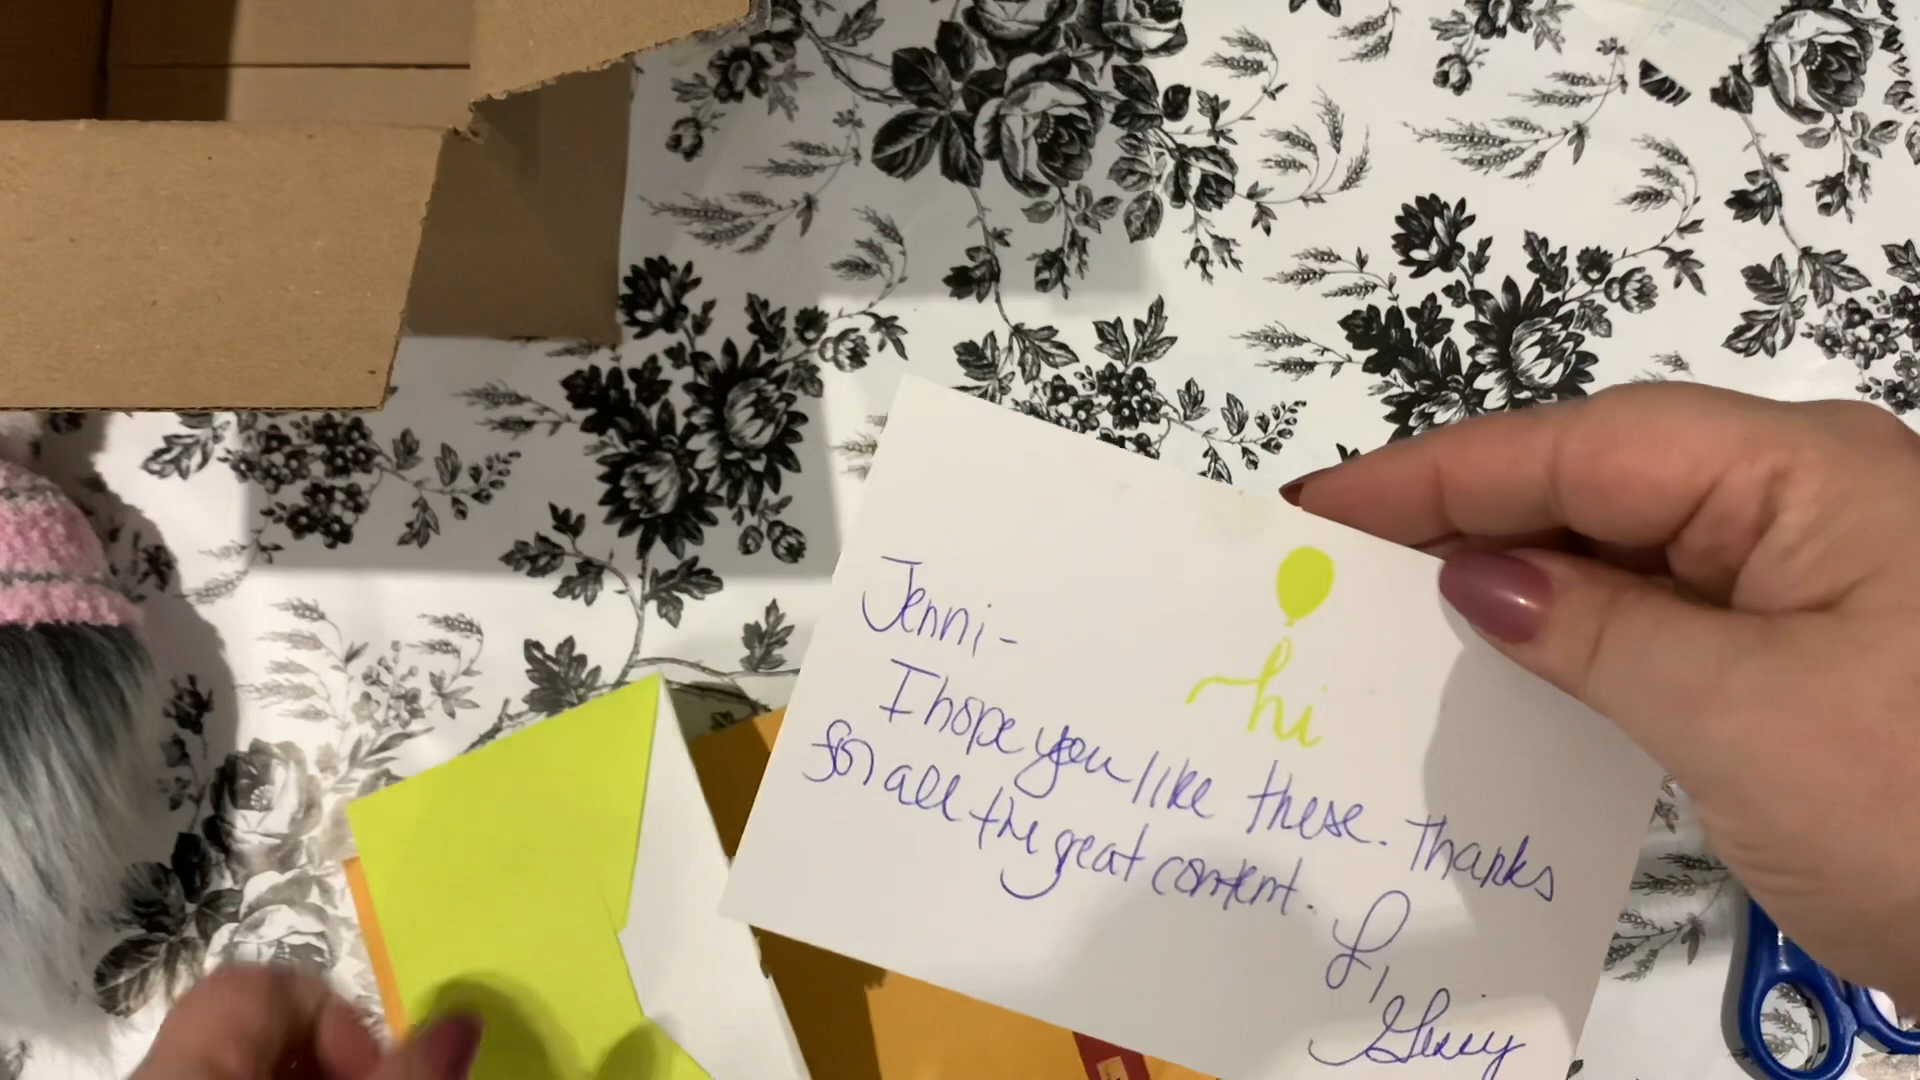 hi
Jenni-
I hope you like these. Thanks
for all the great content.
L,